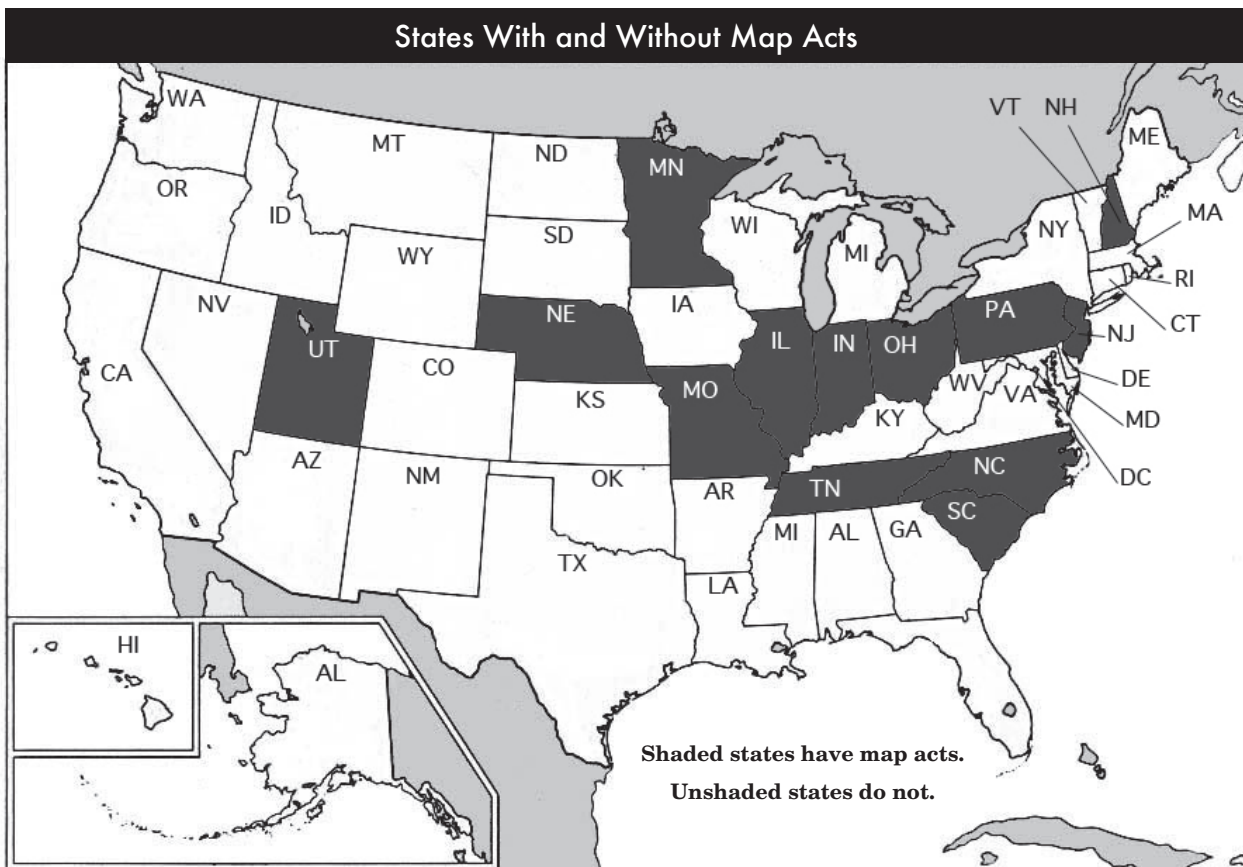 States With and Without Map Acts
WA
MT
ND
MN
VT
NH
ME
OR
ID
SD
WI
MI
NY
MA
WY
RI
NV
NE
IA
PA
CT
UT
IL
IN
OH
NJ
CA
CO
MO
WV
VA
DE
KS
KY
MD
AZ
NM
OK
AR
TN
NC
DC
SC
MI
AL
GA
TX
LA
HI
AL
Shaded states have map acts.
Unshaded states do not.